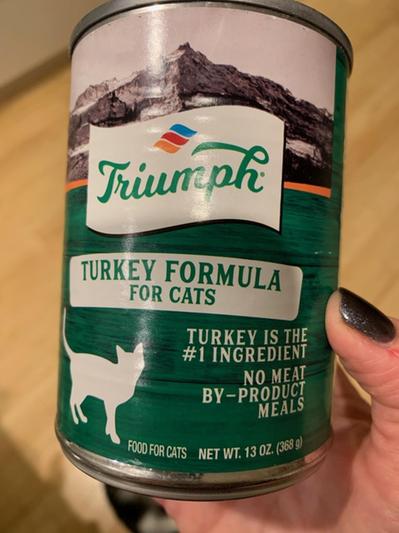 Triumph®
TURKEY FORMULA
FOR CATS
TURKEY IS THE
#1 INGREDIENT
NO MEAT
BY-PRODUCT
MEALS
FOOD FOR CATS NET WT. 13 OZ. (368 g)